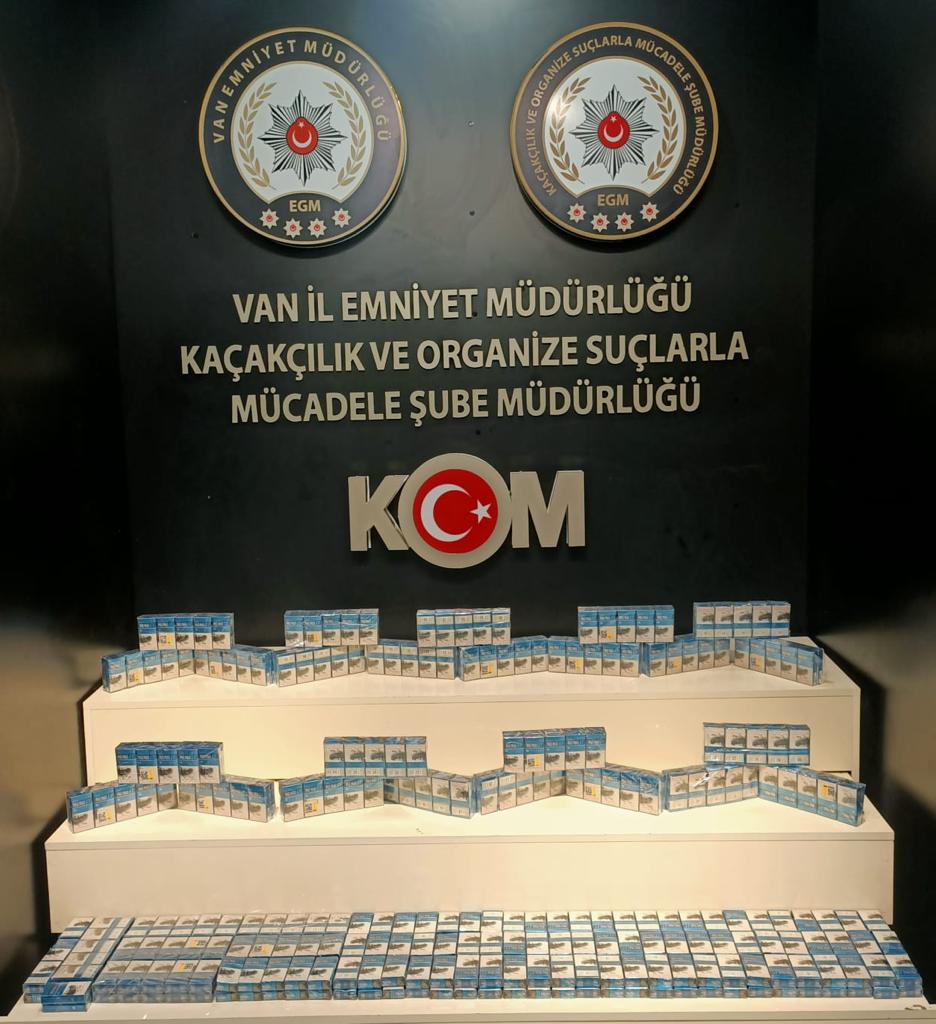 VAN EMNİYET MÜDÜRLÜĞÜ
EGM
KAÇAKÇILIK VE ORGANİZE SUÇLARLA MÜCADELE ŞUBE MÜDÜRLÜĞÜ
EGM
VAN İL EMNİYET MÜDÜRLÜĞÜ
KAÇAKÇILIK VE ORGANİZE SUÇLARLA
MÜCADELE ŞUBE MÜDÜRLÜĞÜ
KOM